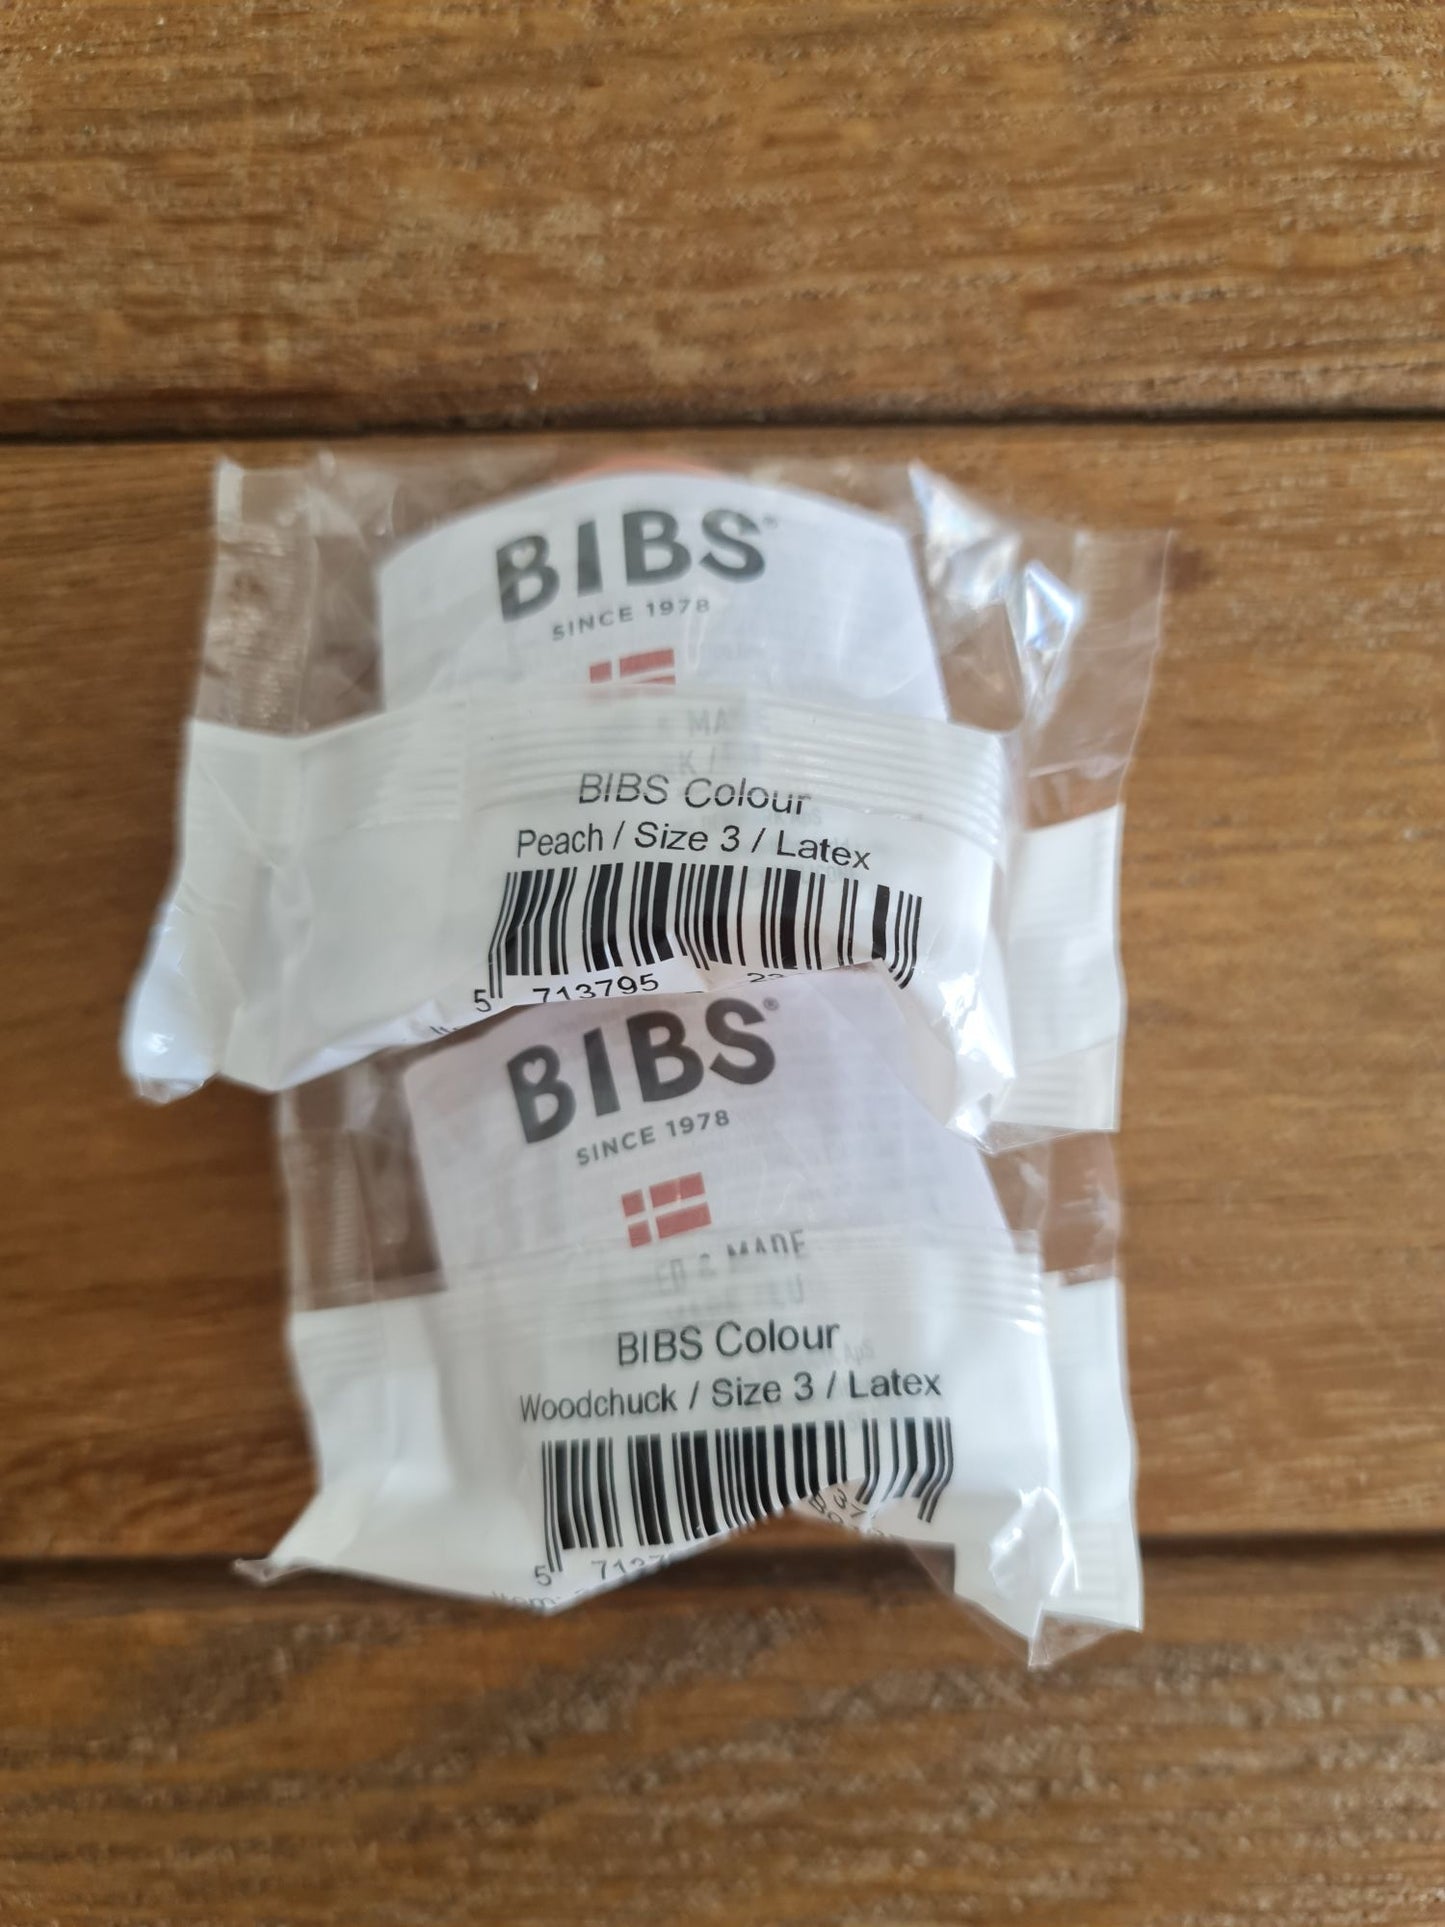 BIBS®
SINCE 1978
BIBS Colour
Peach / Size 3 / Latex
5 713795
BIBS®
SINCE 1978
& MADE
BIBS Colour
Woodchuck / Size 3 / Latex
5